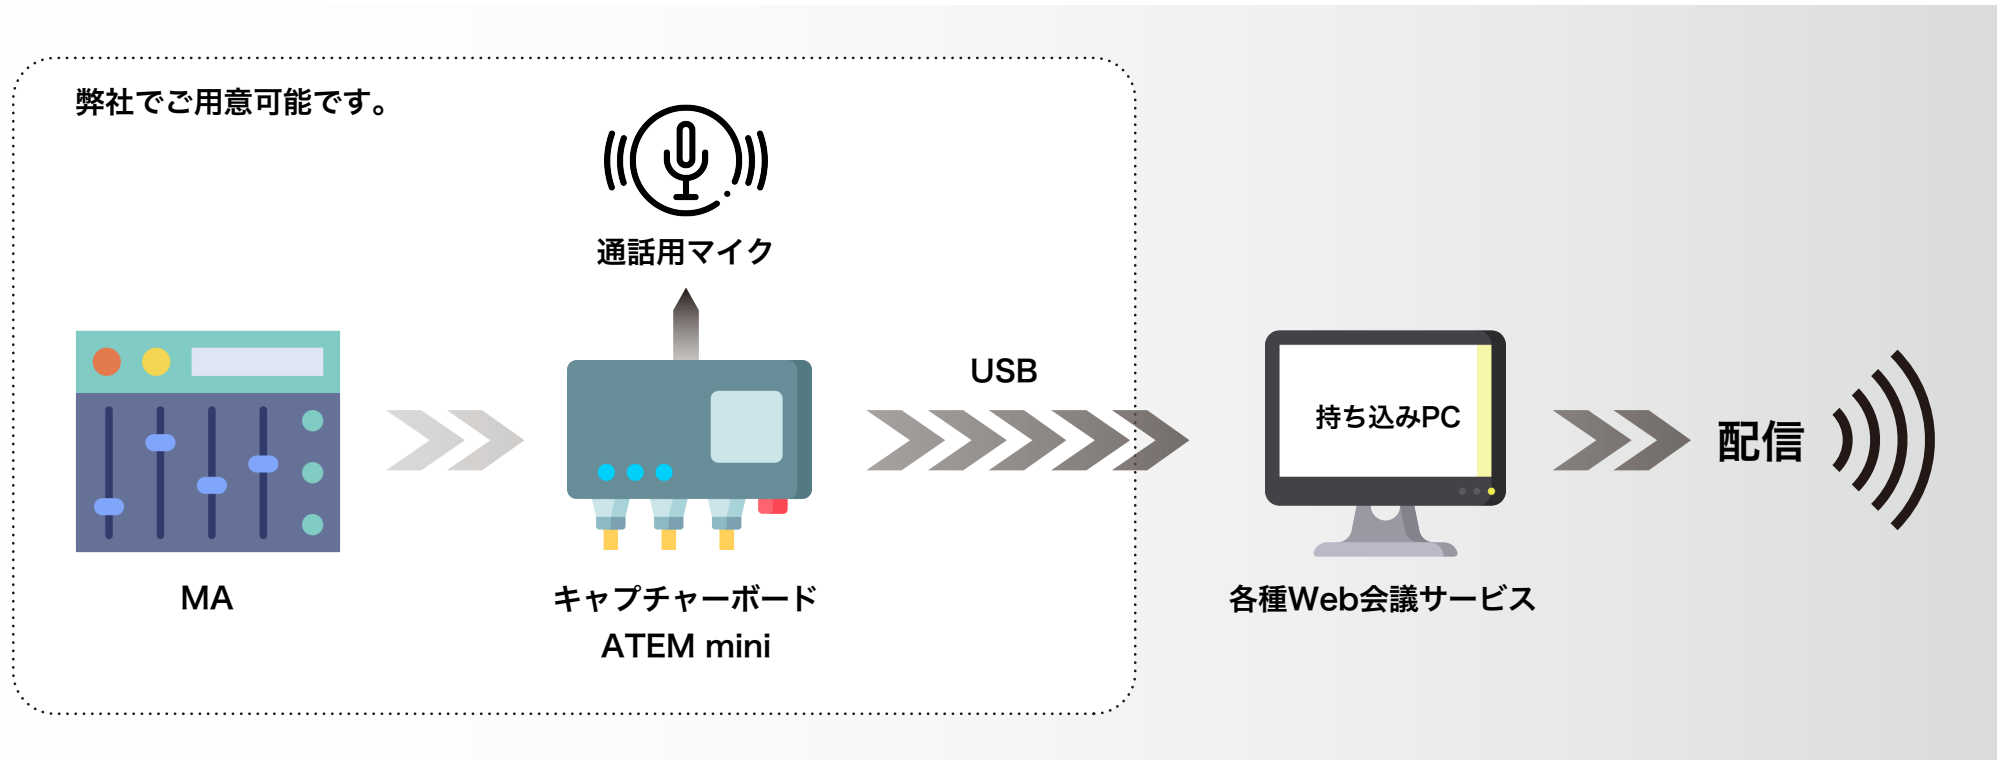 弊社でご用意可能です。
通話用マイク
USB
持ち込みPC
配信
MA
キャプチャーボード
ATEM mini
各種Web会議サービス